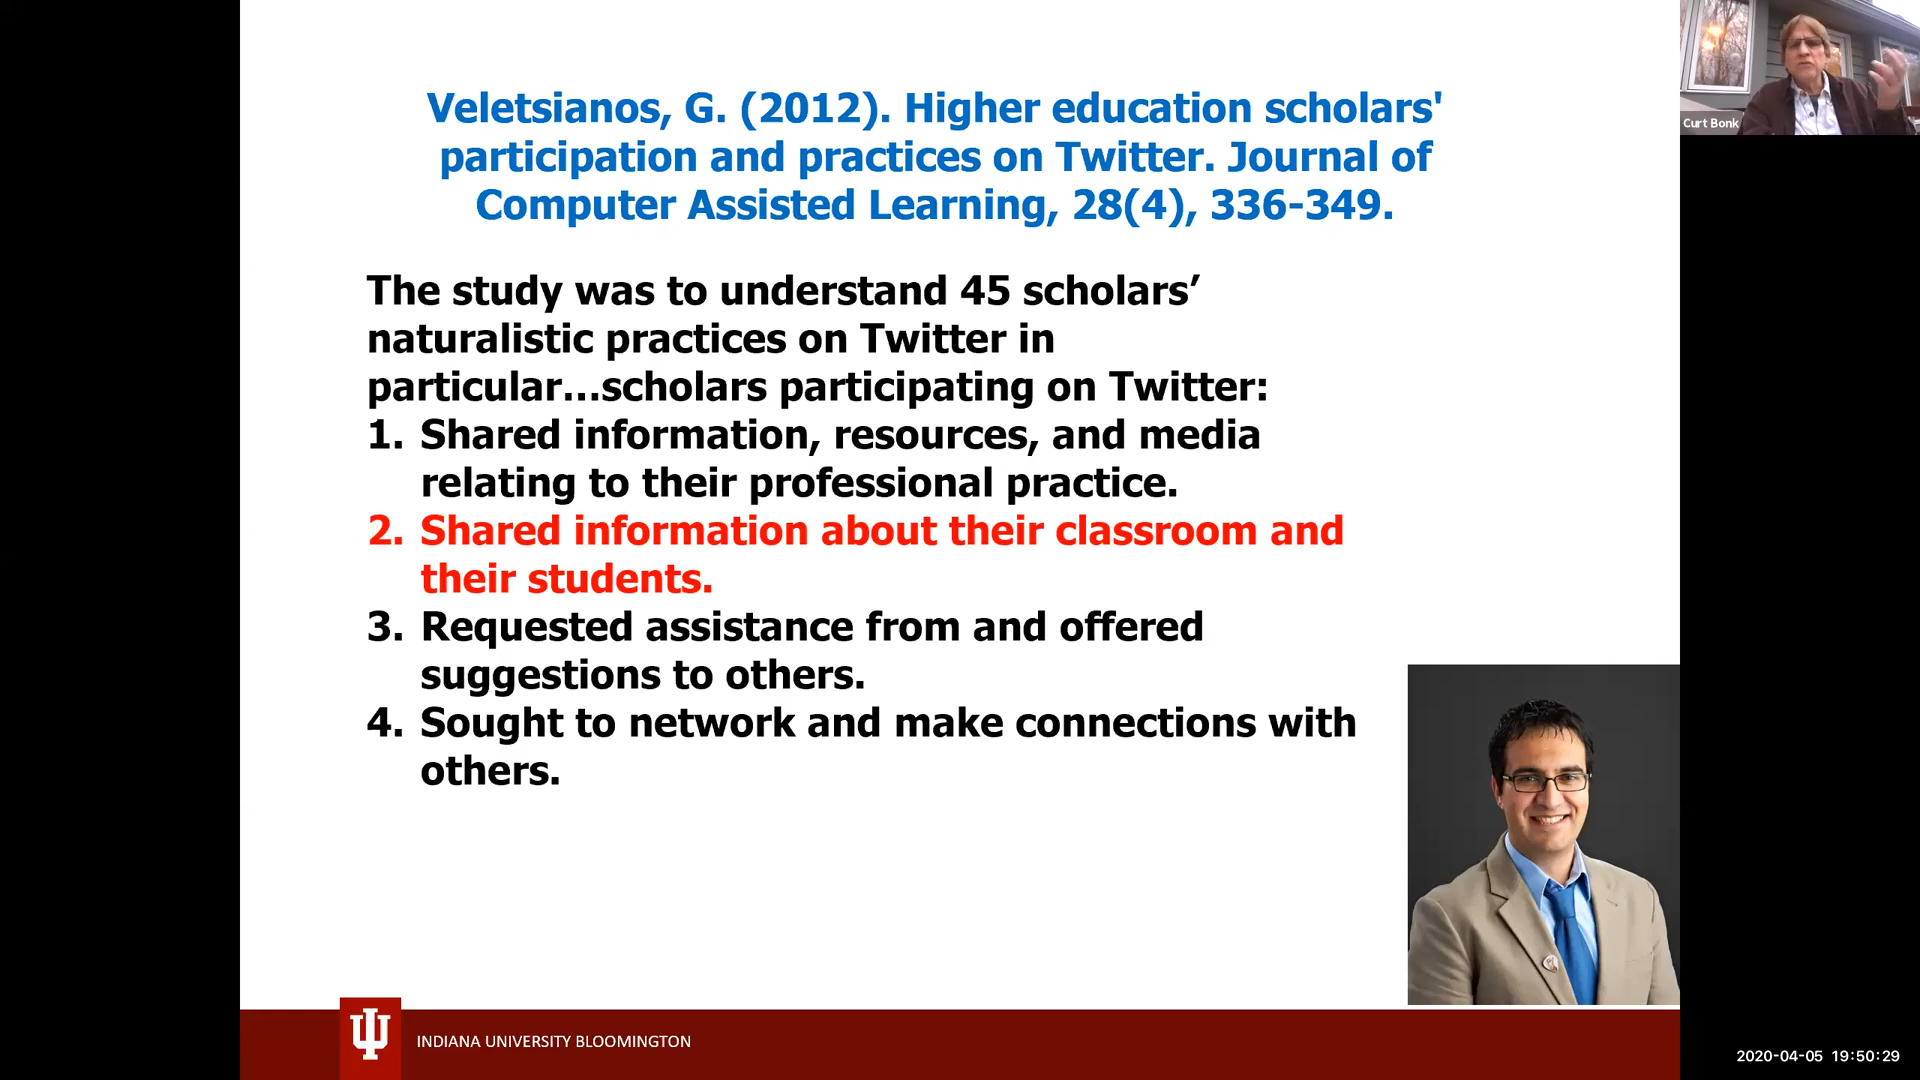 Veletsianos, G. (2012). Higher education scholars'
participation and practices on Twitter. Journal of
Computer Assisted Learning, 28(4), 336-349.
Curt Bonk
The study was to understand 45 scholars’
naturalistic practices on Twitter in
particular...scholars participating on Twitter:
1. Shared information, resources, and media
relating to their professional practice.
2. Shared information about their classroom and
their students.
3. Requested assistance from and offered
suggestions to others.
4. Sought to network and make connections with
others.
INDIANA UNIVERSITY BLOOMINGTON
2020-04-05 19:50:29